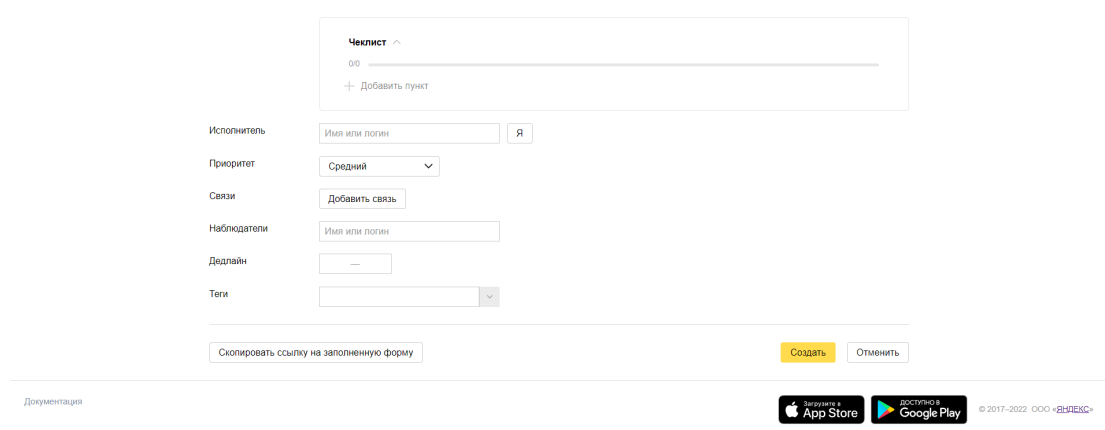 Чеклист
0/0
Добавить пункт
Исполнитель Имя или логин Я
Приоритет Средний
Связи Добавить связь
Наблюдатели Имя или логин
Дедлайн —
Теги
Скопировать ссылку на заполненную форму Создать Отменить
Документация Загрузите в App Store ДОСТУПНО В Google Play © 2017–2022 ООО «ЯНДЕКС»